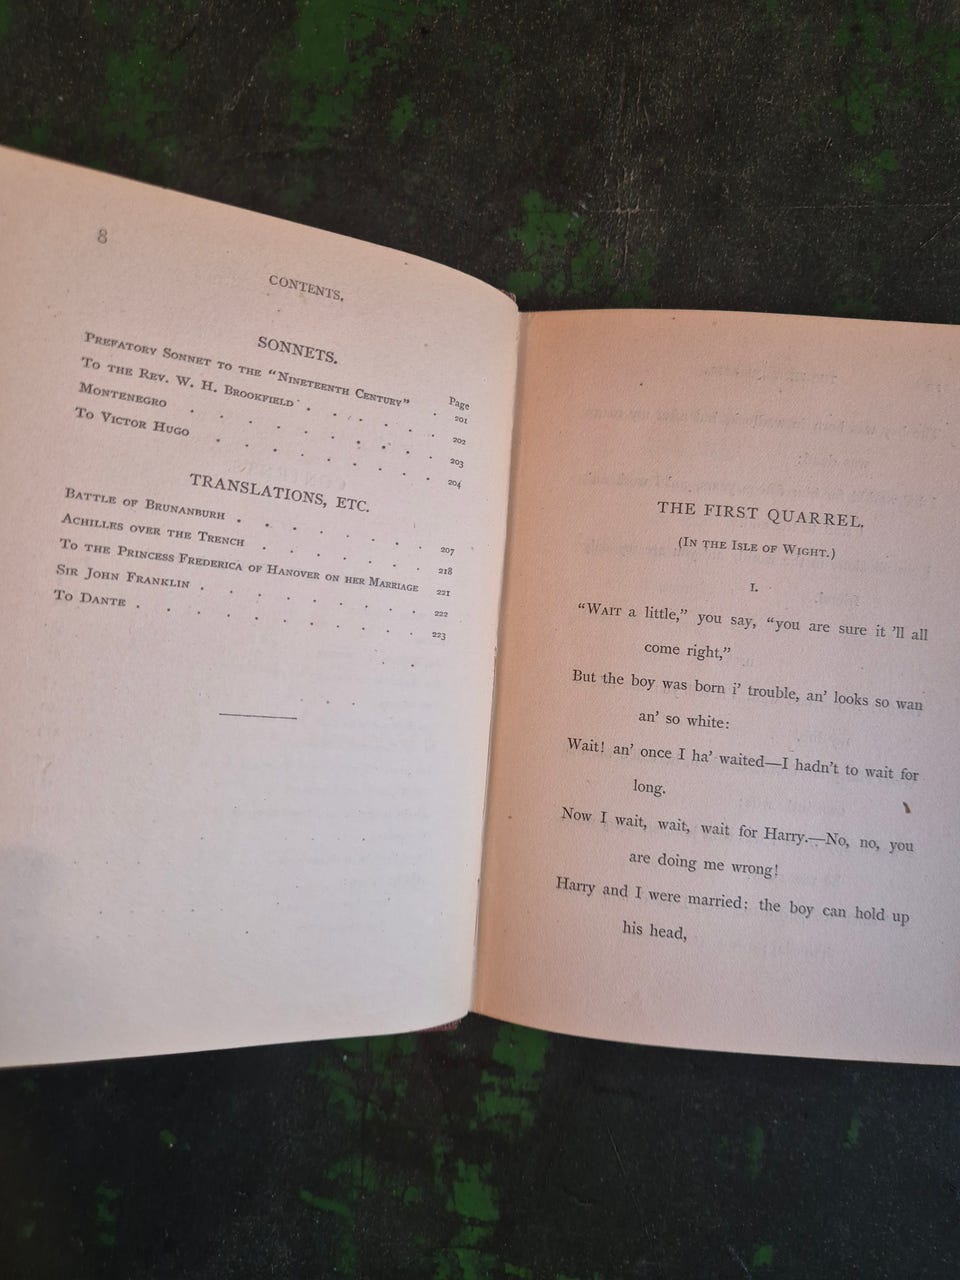 8
CONTENTS.
SONNETS.
Page
PREFATORY SONNET TO THE "NINETEENTH CENTURY" . 201
TO THE REV. W. H. BROOKFIELD . . . . . . 202
MONTENEGRO . . . . . . . . . 203
TO VICTOR HUGO . . . . . . . . 204
TRANSLATIONS, ETC.
BATTLE OF BRUNANBURH . . . . . . . 207
ACHILLES OVER THE TRENCH . . . . . . . 218
TO THE PRINCESS FREDERICA OF HANOVER ON HER MARRIAGE 221
SIR JOHN FRANKLIN . . . . . . . . 222
TO DANTE . . . . . . . . . 223
THE FIRST QUARREL.
(IN THE ISLE OF WIGHT.)
I.
"WAIT a little," you say, "you are sure it 'll all
come right,"
But the boy was born i' trouble, an' looks so wan
an' so white:
Wait! an' once I ha' waited—I hadn't to wait for
long.
Now I wait, wait, wait for Harry.—No, no, you
are doing me wrong!
Harry and I were married: the boy can hold up
his head,